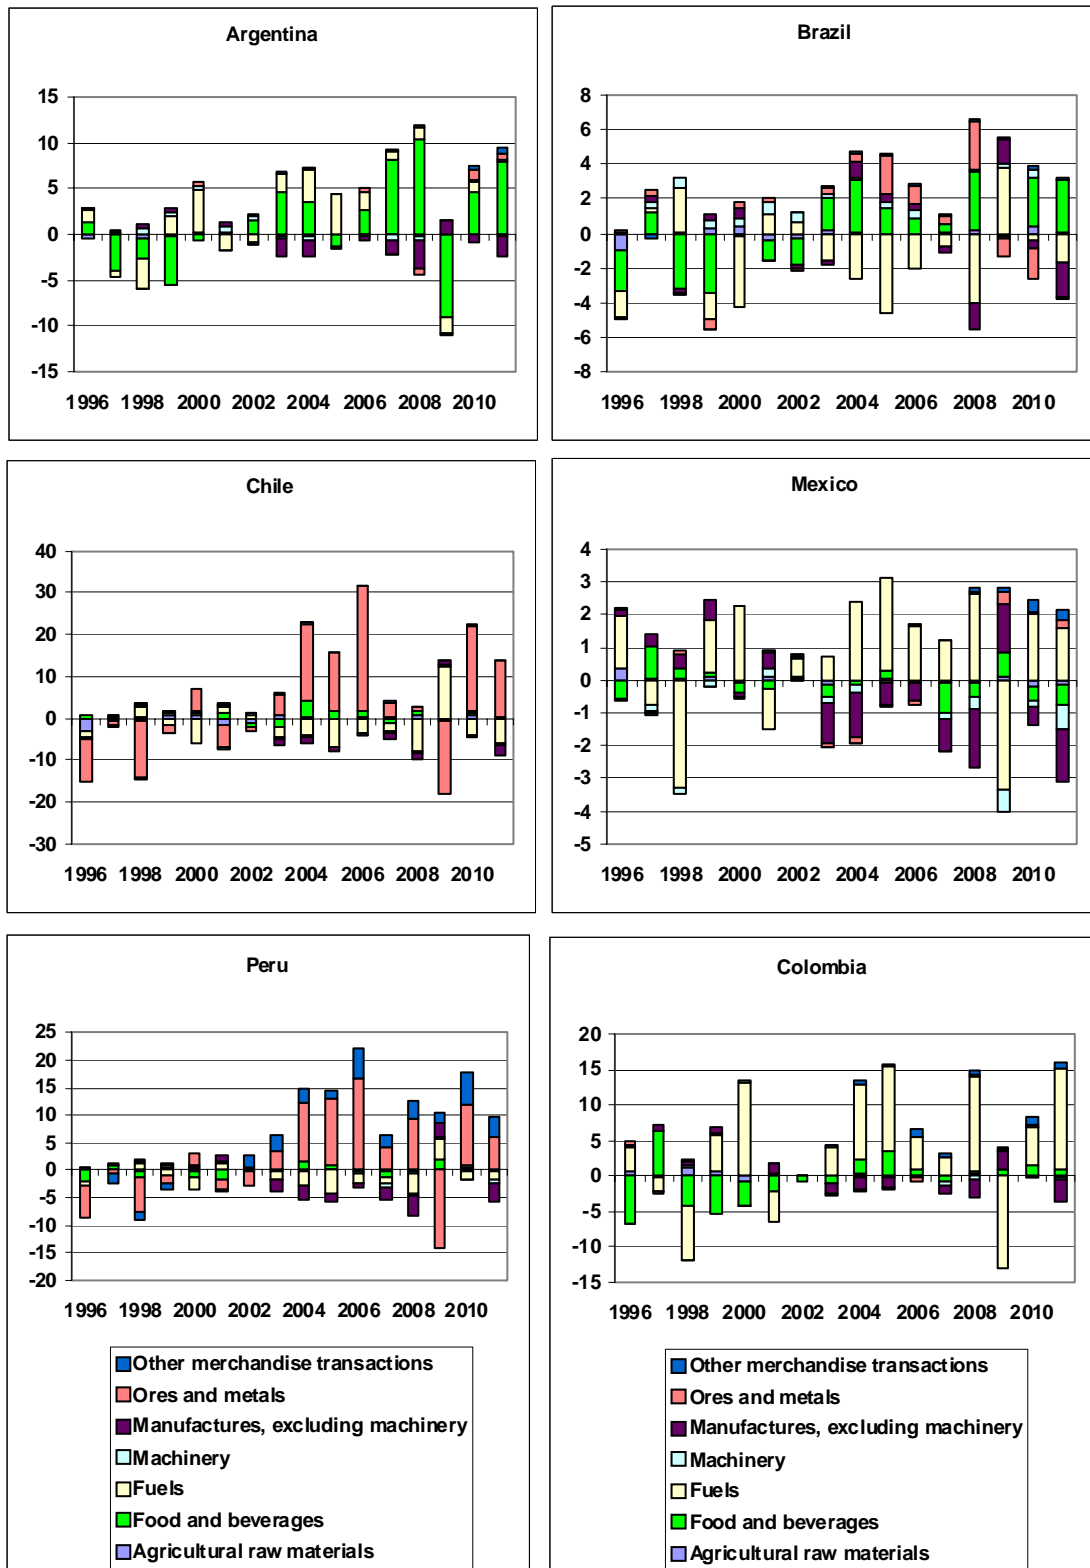 Argentina
15
10
5
0
-5
-10
-15
1996 1998 2000 2002 2004 2006 2008 2010
Brazil
8
6
4
2
0
-2
-4
-6
-8
1996 1998 2000 2002 2004 2006 2008 2010
Chile
40
30
20
10
0
-10
-20
-30
1996 1998 2000 2002 2004 2006 2008 2010
Mexico
4
3
2
1
0
-1
-2
-3
-4
-5
1996 1998 2000 2002 2004 2006 2008 2010
Peru
25
20
15
10
5
0
-5
-10
-15
-20
1996 1998 2000 2002 2004 2006 2008 2010
Other merchandise transactions
Ores and metals
Manufactures, excluding machinery
Machinery
Fuels
Food and beverages
Agricultural raw materials
Colombia
20
15
10
5
0
-5
-10
-15
1996 1998 2000 2002 2004 2006 2008 2010
Other merchandise transactions
Ores and metals
Manufactures, excluding machinery
Machinery
Fuels
Food and beverages
Agricultural raw materials